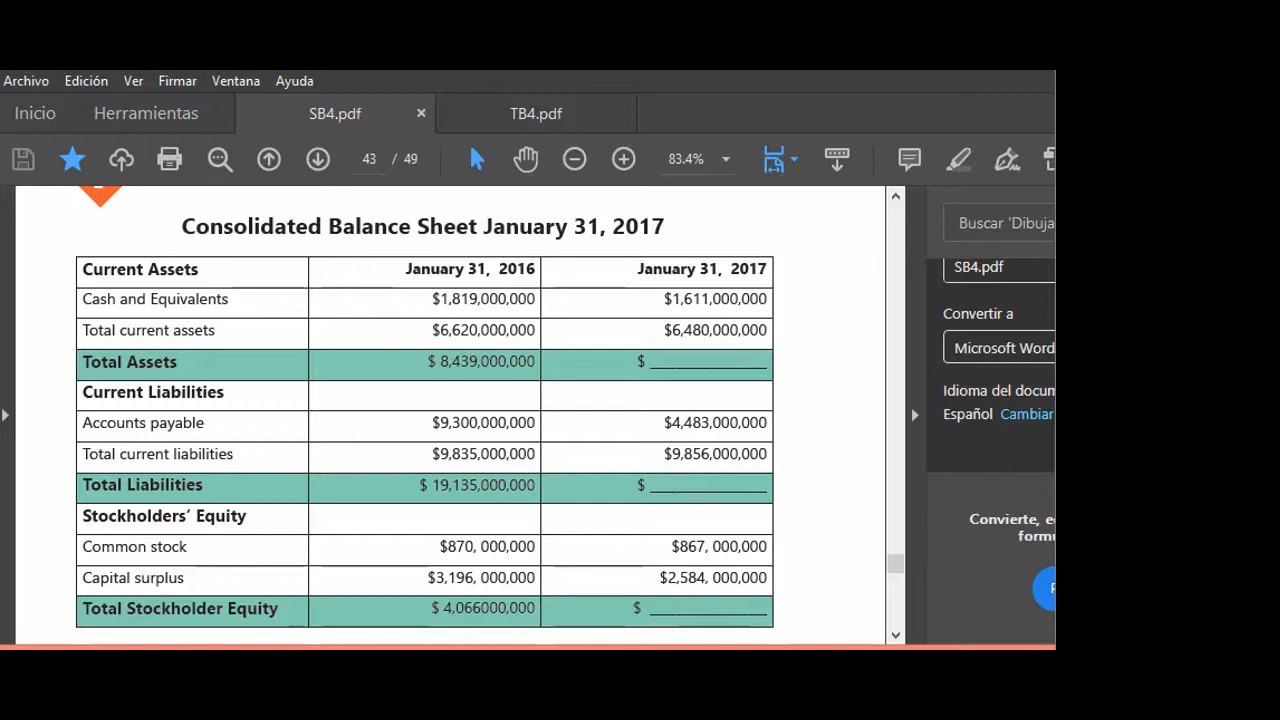 Archivo Edición Ver Firmar Ventana Ayuda
Inicio Herramientas SB4.pdf × TB4.pdf
43 / 49 83.4%
Buscar 'Dibuja
SB4.pdf
Convertir a
Microsoft Word
Idioma del docum
Español Cambiar
Convierte, e
formu
Consolidated Balance Sheet January 31, 2017
Current Assets January 31, 2016 January 31, 2017
Cash and Equivalents $1,819,000,000 $1,611,000,000
Total current assets $6,620,000,000 $6,480,000,000
Total Assets $ 8,439,000,000 $ ______________
Current Liabilities
Accounts payable $9,300,000,000 $4,483,000,000
Total current liabilities $9,835,000,000 $9,856,000,000
Total Liabilities $ 19,135,000,000 $ ______________
Stockholders’ Equity
Common stock $870, 000,000 $867, 000,000
Capital surplus $3,196, 000,000 $2,584, 000,000
Total Stockholder Equity $ 4,066000,000 $ ______________